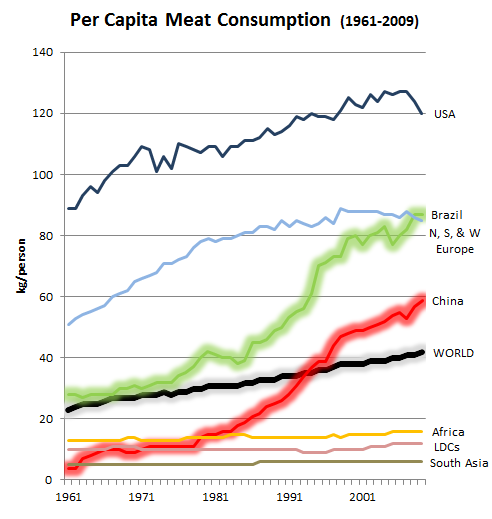 Per Capita Meat Consumption (1961-2009)
140
120
100
80
60
40
20
0
kg/person
USA
Brazil
N, S, & W
Europe
China
WORLD
Africa
LDCs
South Asia
1961
1971
1981
1991
2001